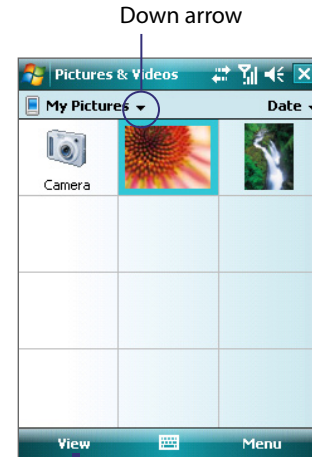 Down arrow
Pictures & Videos
My Pictures Date
Camera
View Menu